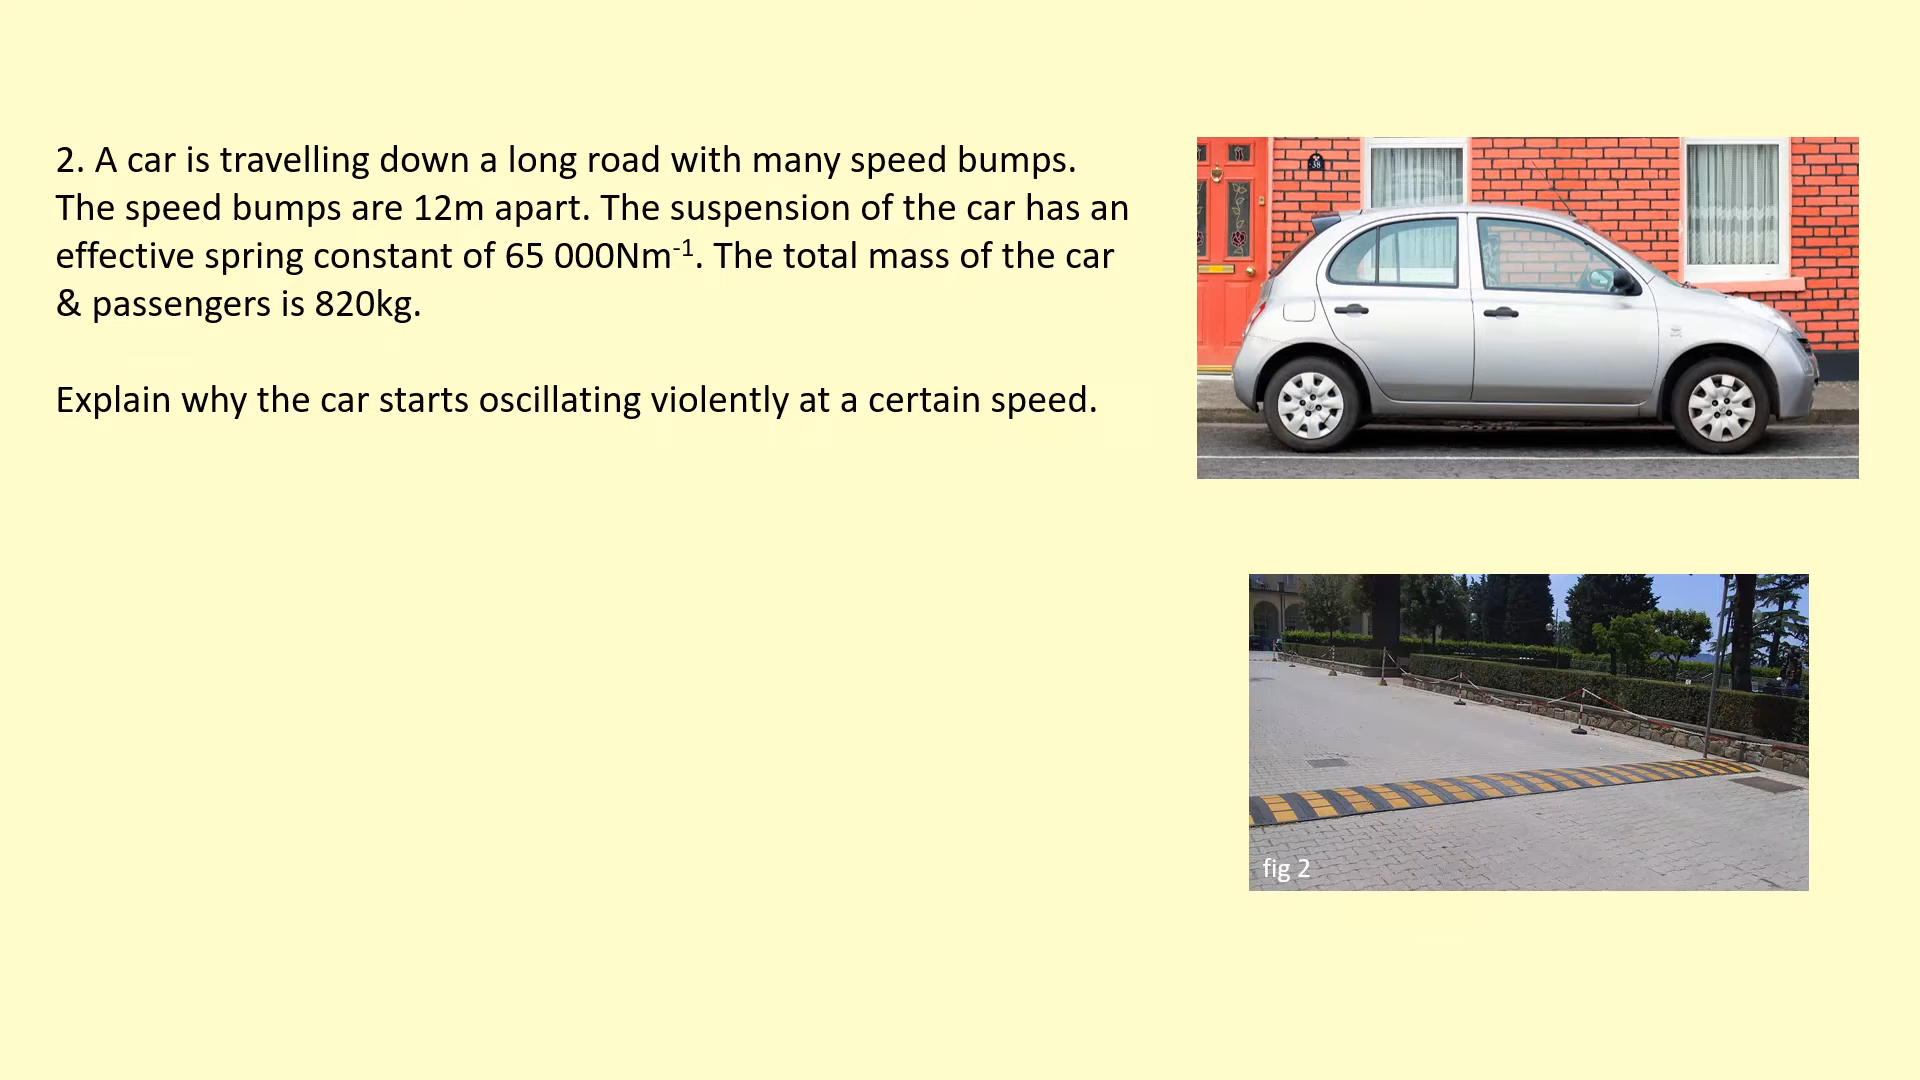 2. A car is travelling down a long road with many speed bumps.
The speed bumps are 12m apart. The suspension of the car has an
effective spring constant of 65 000Nm⁻¹. The total mass of the car
& passengers is 820kg.
Explain why the car starts oscillating violently at a certain speed.
38
fig 2